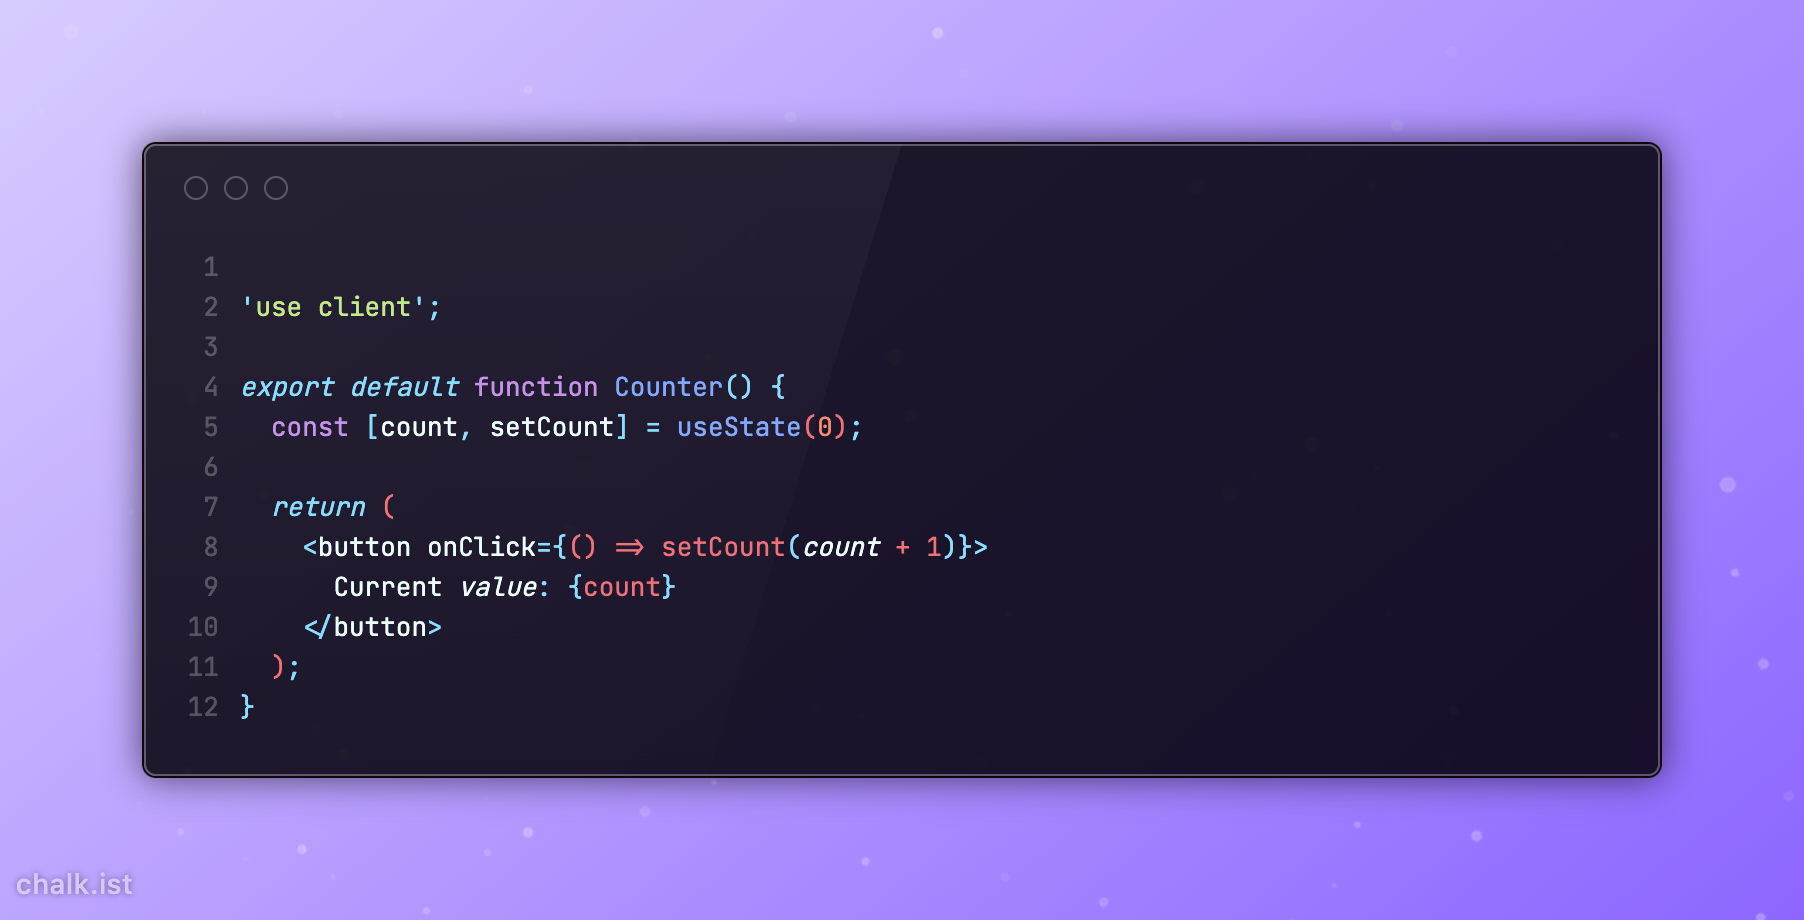 1
2 'use client';
3
4 export default function Counter() {
5   const [count, setCount] = useState(0);
6
7   return (
8     <button onClick={() => setCount(count + 1)}>
9       Current value: {count}
10     </button>
11   );
12 }
chalk.ist